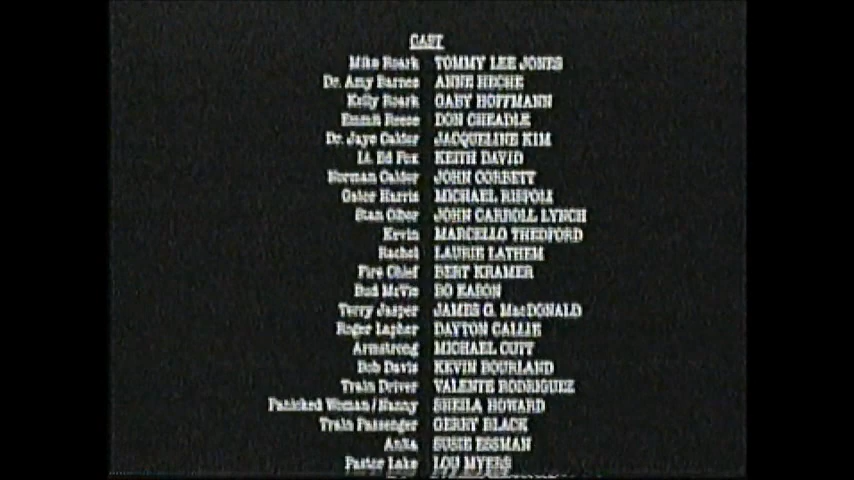 CAST
Mike Roark TOMMY LEE JONES
Dr. Amy Barnes ANNE HECHE
Kelly Roark GABY HOFFMANN
Emmit Reese DON CHEADLE
Dr. Jaye Calder JACQUELINE KIM
Lt. Ed Fox KEITH DAVID
Norman Calder JOHN CORBETT
Gator Harris MICHAEL RISPOLI
Stan Olber JOHN CARROLL LYNCH
Kevin MARCELLO THEDFORD
Rachel LAURIE LATHEM
Fire Chief BERT KRAMER
Bud McVie BO EASON
Terry Jasper JAMES G. MacDONALD
Roger Lapher DAYTON CALLIE
Armstrong MICHAEL CUTT
Bob Davis KEVIN BOURLAND
Train Driver VALENTE RODRIGUEZ
Panicked Woman/Nanny SHEILA HOWARD
Train Passenger GERRY BLACK
Anita SUSIE ESSMAN
Pastor Lake LOU MYERS